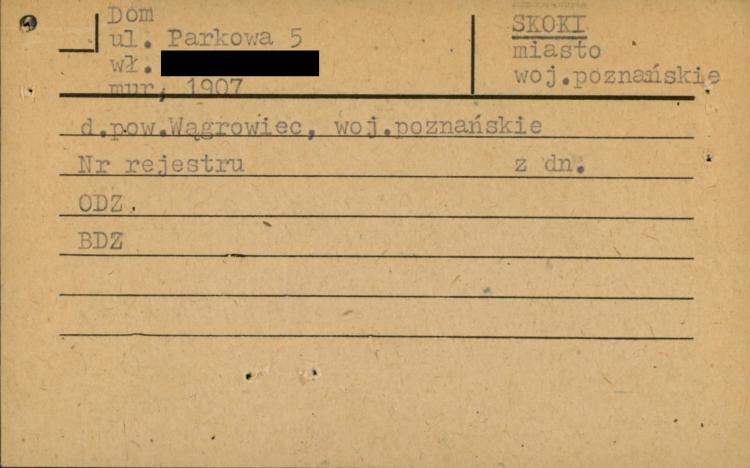 Dom
ul. Parkowa 5
wł.
mur, 1907
SKOKI
miasto
woj.poznańskie
d.pow.Wągrowiec, woj.poznańskie
Nr rejestru z dn.
ODZ.
BDZ